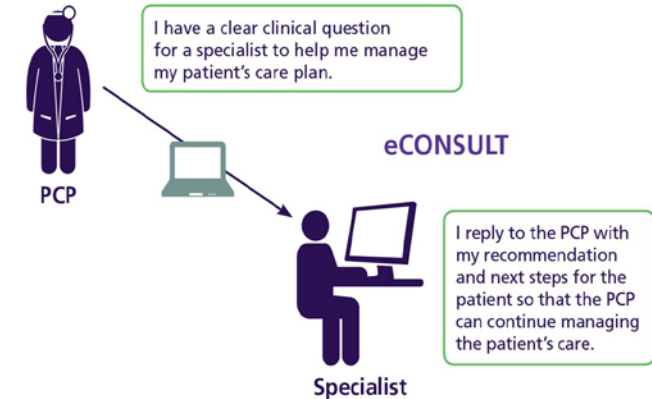 I have a clear clinical question
for a specialist to help me manage
my patient's care plan.
eCONSULT
PCP
I reply to the PCP with
my recommendation
and next steps for the
patient so that the PCP
can continue managing
the patient's care.
Specialist